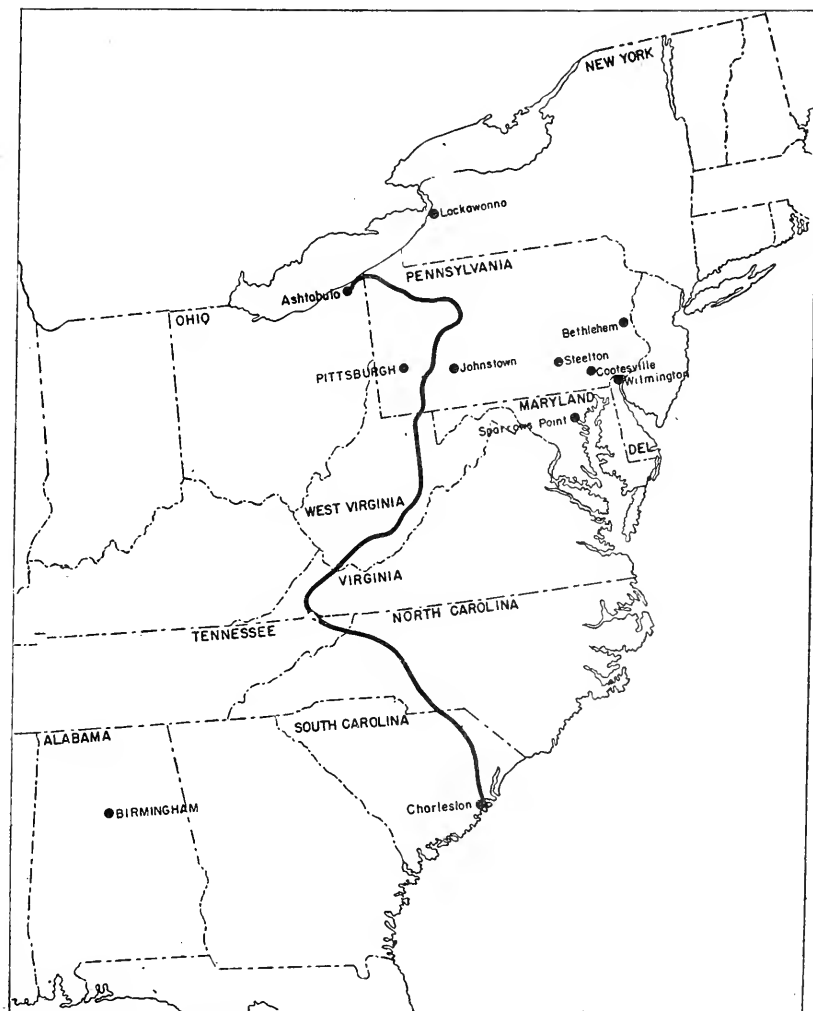 NEW YORK
Lackawanna
PENNSYLVANIA
Ashtabula
OHIO
Bethlehem
PITTSBURGH
Johnstown
Steelton
Coatesville
Wilmington
MARYLAND
Sparrows Point
DEL
WEST VIRGINIA
VIRGINIA
NORTH CAROLINA
TENNESSEE
SOUTH CAROLINA
ALABAMA
Charleston
BIRMINGHAM